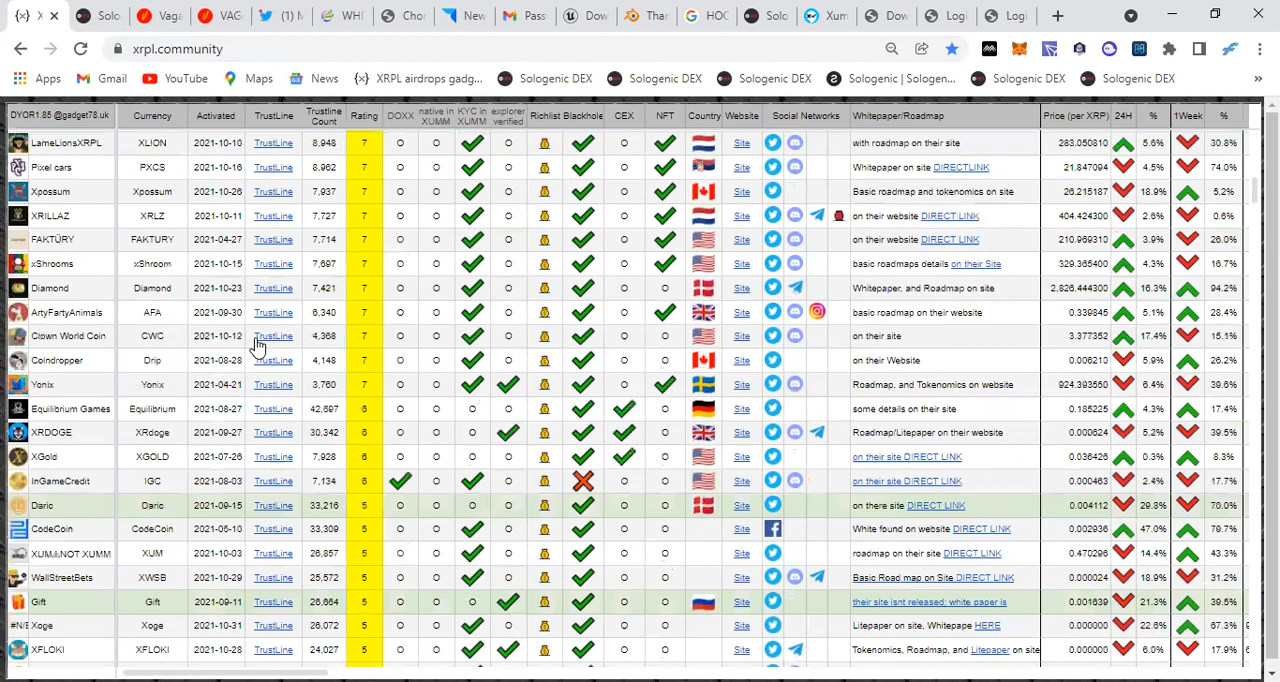 {x} Solo Vaga VAG (1) M WHI Chor New Pass Dow Thar HOC Solo Xum Dow Logi Logi
xrpl.community
Apps Gmail YouTube Maps News {X} XRPL airdrops gadg... Sologenic DEX Sologenic DEX Sologenic DEX Sologenic | Sologen... Sologenic DEX Sologenic DEX »
DYOR1.85 @gadget78.uk Currency Activated TrustLine Trustline Count Rating DOXX native in XUMM KYC in XUMM explorer verified Richlist Blackhole CEX NFT Country Website Social Networks Whitepaper/Roadmap Price (per XRP) 24H % 1Week %
LameLionsXRPL XLION 2021-10-10 TrustLine 8,948 7 O O O O Site with roadmap on their site 283.050810 5.6% 30.8%
Pixel cars PXCS 2021-10-16 TrustLine 8,962 7 O O O O Site Whitepaper on site DIRECTLINK 21.847094 4.5% 74.0%
Xpossum Xpossum 2021-10-26 TrustLine 7,937 7 O O O O Site Basic roadmap and tokenomics on site 26.215187 18.9% 5.2%
XRILLAZ XRLZ 2021-10-11 TrustLine 7,727 7 O O O O Site on their website DIRECT LINK 404.424300 2.6% 0.6%
FAKTŪRY FAKTURY 2021-04-27 TrustLine 7,714 7 O O O O Site on their website DIRECT LINK 210.969310 3.9% 26.0%
xShrooms xShroom 2021-10-15 TrustLine 7,697 7 O O O O Site basic roadmaps details on their Site 329.365400 4.3% 16.7%
Diamond Diamond 2021-10-23 TrustLine 7,421 7 O O O O O Site Whitepaper, and Roadmap on site 2,826.444300 16.3% 94.2%
ArtyFartyAnimals AFA 2021-09-30 TrustLine 6,340 7 O O O O Site basic roadmap on their website 0.339845 5.1% 28.4%
Clown World Coin CWC 2021-10-12 TrustLine 4,368 7 O O O O O Site on their site 3.377352 17.4% 15.1%
Coindropper Drip 2021-08-28 TrustLine 4,148 7 O O O O O Site on their Website 0.006210 5.9% 26.2%
Yonix Yonix 2021-04-21 TrustLine 3,760 7 O O O Site Roadmap, and Tokenomics on website 924.393550 6.4% 39.6%
Equilibrium Games Equilibrium 2021-08-27 TrustLine 42,697 6 O O O O O Site some details on their site 0.185225 4.3% 17.4%
XRDOGE XRdoge 2021-09-27 TrustLine 30,342 6 O O O O Site Roadmap/Litepaper on their website 0.000624 5.2% 39.5%
XGold XGOLD 2021-07-26 TrustLine 7,928 6 O O O O O Site on their site DIRECT LINK 0.036426 0.3% 8.3%
InGameCredit IGC 2021-08-03 TrustLine 7,134 6 O O O O Site on their site DIRECT LINK 0.000463 2.4% 17.7%
Daric Daric 2021-09-15 TrustLine 33,216 5 O O O O O O Site on there site DIRECT LINK 0.004112 29.8% 76.0%
CodeCoin CodeCoin 2021-05-10 TrustLine 33,309 5 O O O O O Site White found on website DIRECT LINK 0.002936 47.0% 79.7%
XUM⚠NOT XUMM XUM 2021-10-03 TrustLine 26,857 5 O O O O O Site roadmap on their site DIRECT LINK 0.470296 14.4% 43.3%
WallStreetBets XWSB 2021-10-29 TrustLine 25,572 5 O O O O O Site Basic Road map on Site DIRECT LINK 0.000024 18.9% 31.2%
Gift Gift 2021-09-11 TrustLine 26,664 5 O O O O O Site their site isnt released; white paper is 0.001639 21.3% 39.5%
#N/ Xoge Xoge 2021-10-31 TrustLine 26,072 5 O O O O O Site Litepaper on site, Whitepape HERE 0.000000 22.6% 67.3%
XFLOKI XFLOKI 2021-10-28 TrustLine 24,027 5 O O O O Site Tokenomics, Roadmap, and Litepaper on site 0.000000 6.0% 17.9%